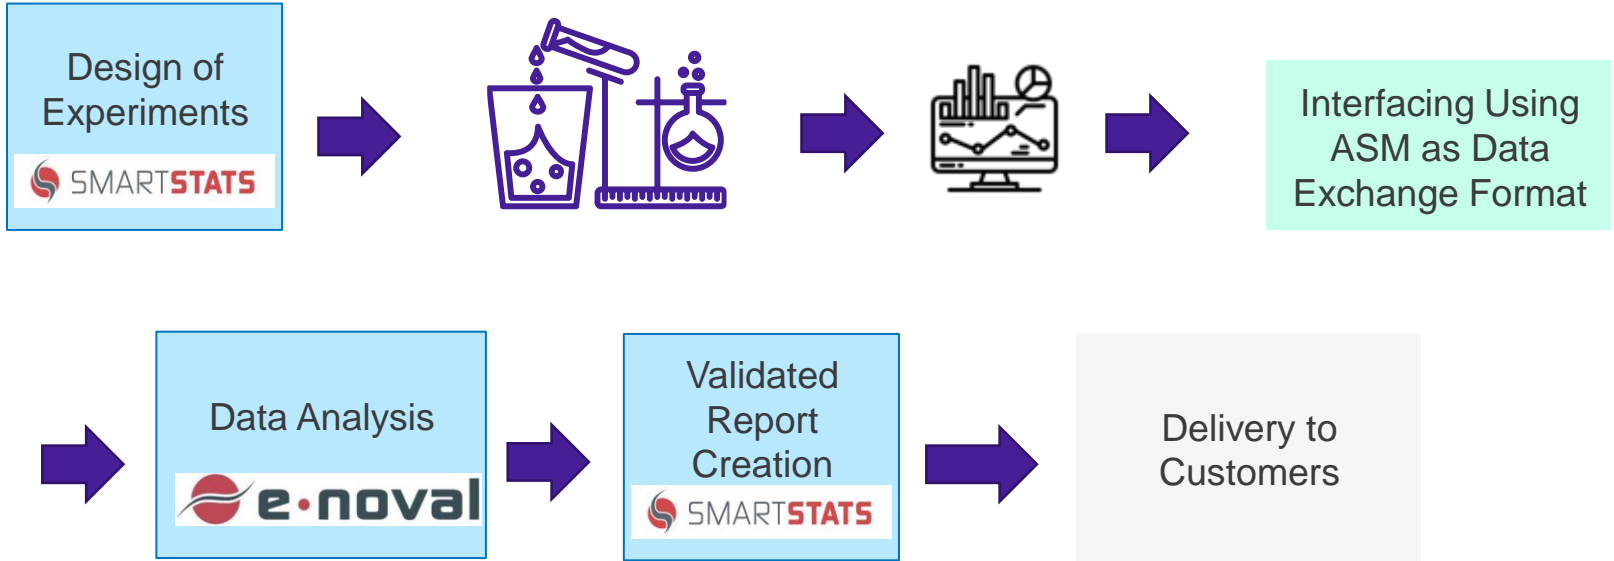 Design of
Experiments
SMARTSTATS
Interfacing Using
ASM as Data
Exchange Format
Data Analysis
e•noval
Validated
Report
Creation
SMARTSTATS
Delivery to
Customers